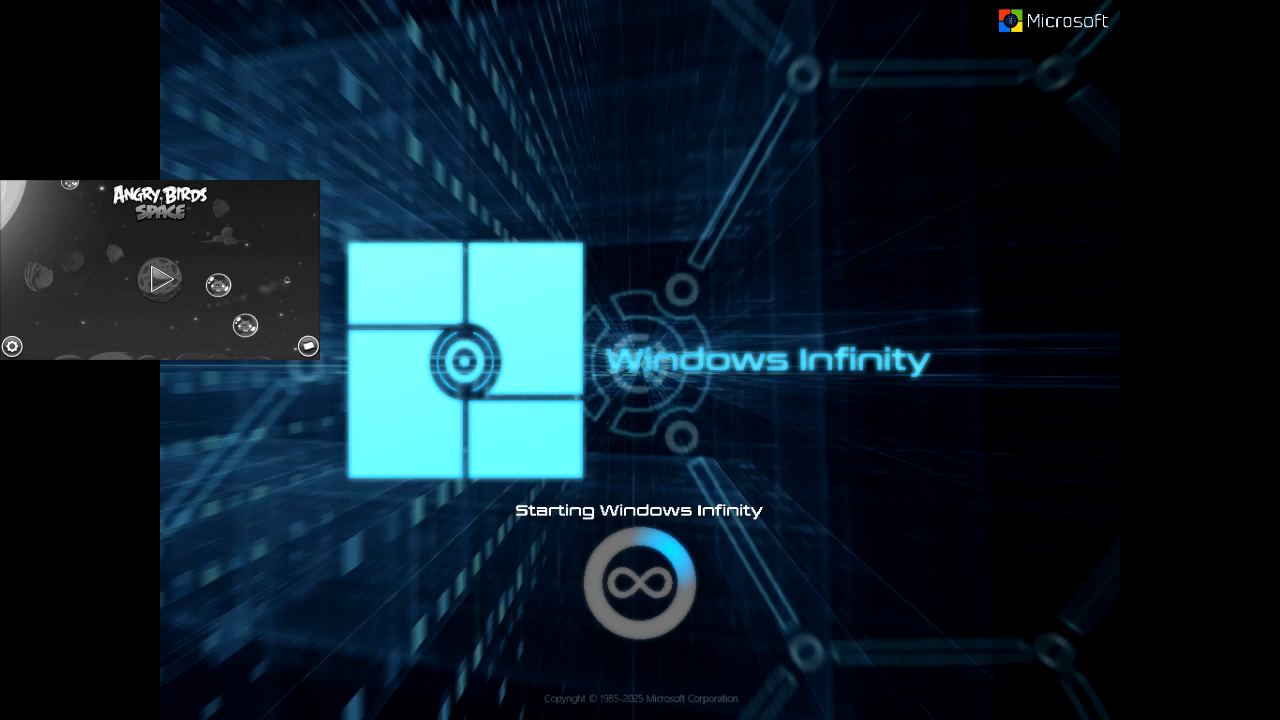 Microsoft
ANGRY BIRDS
SPACE
Windows Infinity
Starting Windows Infinity
Copyright © 1985-2025 Microsoft Corporation